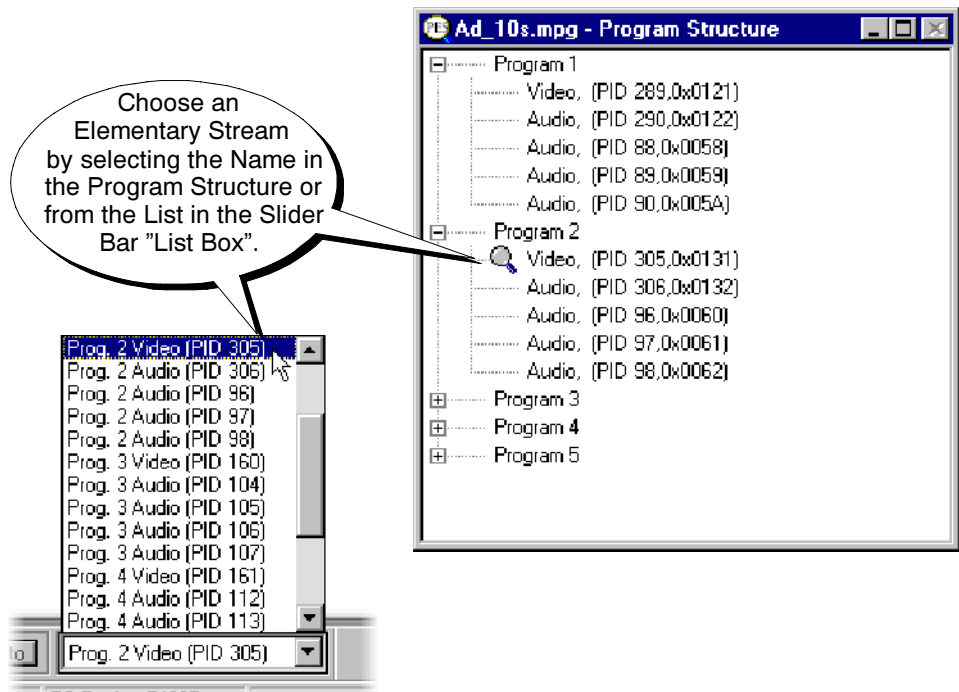 Ad_10s.mpg - Program Structure
Program 1
Video, (PID 289,0x0121)
Audio, (PID 290,0x0122)
Audio, (PID 88,0x0058)
Audio, (PID 89,0x0059)
Audio, (PID 90,0x005A)
Program 2
Video, (PID 305,0x0131)
Audio, (PID 306,0x0132)
Audio, (PID 96,0x0060)
Audio, (PID 97,0x0061)
Audio, (PID 98,0x0062)
Program 3
Program 4
Program 5
Choose an
Elementary Stream
by selecting the Name in
the Program Structure or
from the List in the Slider
Bar ”List Box”.
Prog. 2 Video (PID 305)
Prog. 2 Audio (PID 306)
Prog. 2 Audio (PID 96)
Prog. 2 Audio (PID 97)
Prog. 2 Audio (PID 98)
Prog. 3 Video (PID 160)
Prog. 3 Audio (PID 104)
Prog. 3 Audio (PID 105)
Prog. 3 Audio (PID 106)
Prog. 3 Audio (PID 107)
Prog. 4 Video (PID 161)
Prog. 4 Audio (PID 112)
Prog. 4 Audio (PID 113)
to
Prog. 2 Video (PID 305)